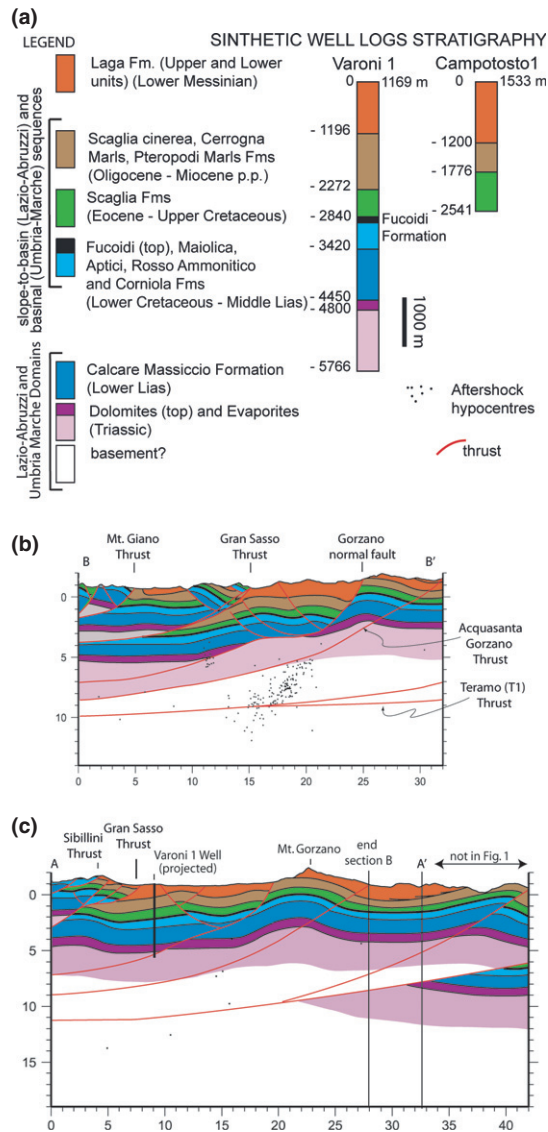 (a)
LEGEND
SINTHETIC WELL LOGS STRATIGRAPHY
Varoni 1
Campotosto1
slope-to-basin (Lazio-Abruzzi) and
basinal (Umbria-Marche) sequences
Laga Fm. (Upper and Lower
units) (Lower Messinian)
Scaglia cinerea, Cerrogna
Marls, Pteropodi Marls Fms
(Oligocene - Miocene p.p.)
Scaglia Fms
(Eocene - Upper Cretaceous)
Fucoidi (top), Maiolica,
Aptici, Rosso Ammonitico
and Corniola Fms
(Lower Cretaceous - Middle Lias)
Lazio-Abruzzi and
Umbria Marche Domains
Calcare Massiccio Formation
(Lower Lias)
Dolomites (top) and Evaporites
(Triassic)
basement?
0
1169 m
- 1196
- 2272
- 2840
- 3420
- 4450
- 4800
- 5766
Fucoidi
Formation
0
1533 m
-1200
-1776
-2541
1000 m
Aftershock
hypocentres
thrust
(b)
Mt. Giano
Thrust
Gran Sasso
Thrust
Gorzano
normal fault
B
B'
0
5
10
Acquasanta
Gorzano
Thrust
Teramo (T1)
Thrust
0 5 10 15 20 25 30
(c)
A
Sibillini
Thrust
Gran Sasso
Thrust
Varoni 1 Well
(projected)
Mt. Gorzano
end
section B
A'
not in Fig. 1
0
5
10
15
0 5 10 15 20 25 30 35 40